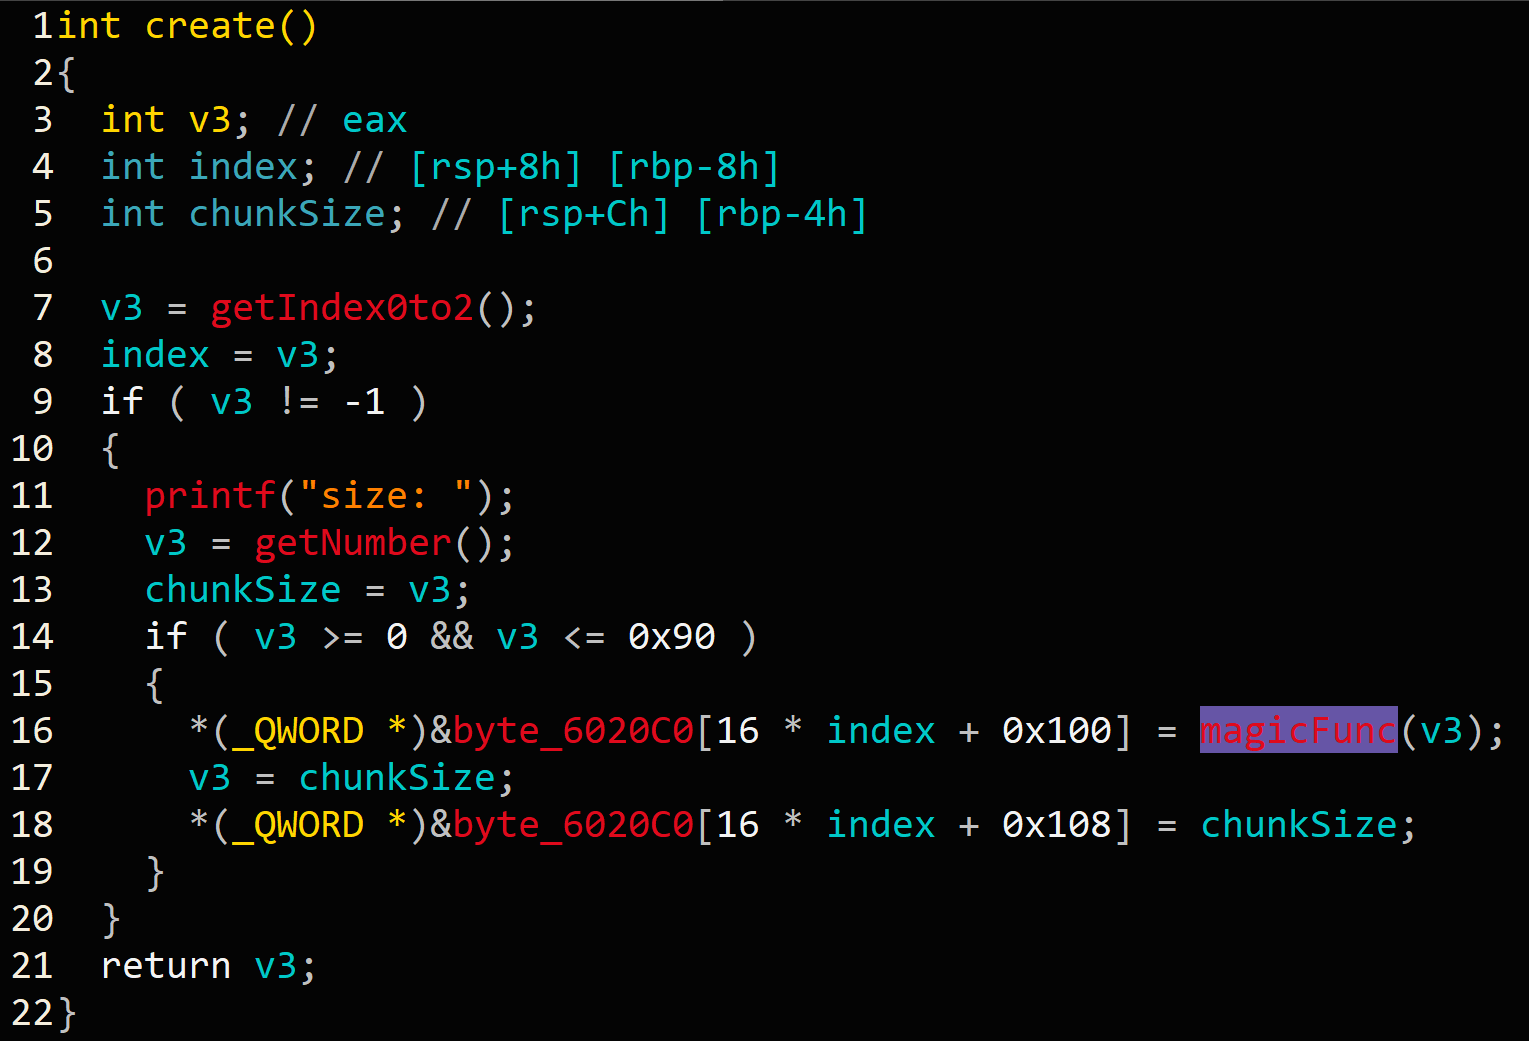 1int create()
2{
3  int v3; // eax
4  int index; // [rsp+8h] [rbp-8h]
5  int chunkSize; // [rsp+Ch] [rbp-4h]
6
7  v3 = getIndex0to2();
8  index = v3;
9  if ( v3 != -1 )
10  {
11    printf("size: ");
12    v3 = getNumber();
13    chunkSize = v3;
14    if ( v3 >= 0 && v3 <= 0x90 )
15    {
16      *(_QWORD *)&byte_6020C0[16 * index + 0x100] = magicFunc(v3);
17      v3 = chunkSize;
18      *(_QWORD *)&byte_6020C0[16 * index + 0x108] = chunkSize;
19    }
20  }
21  return v3;
22}